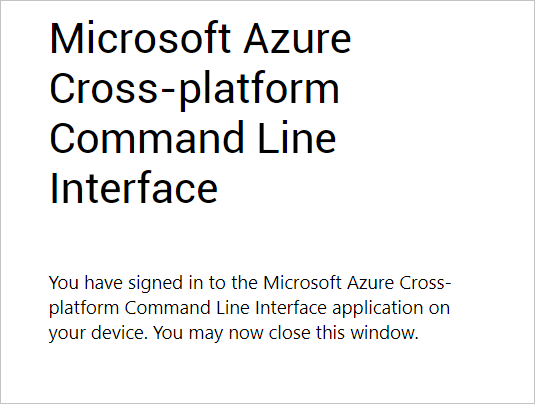 Microsoft Azure
Cross-platform
Command Line
Interface
You have signed in to the Microsoft Azure Cross-
platform Command Line Interface application on
your device. You may now close this window.